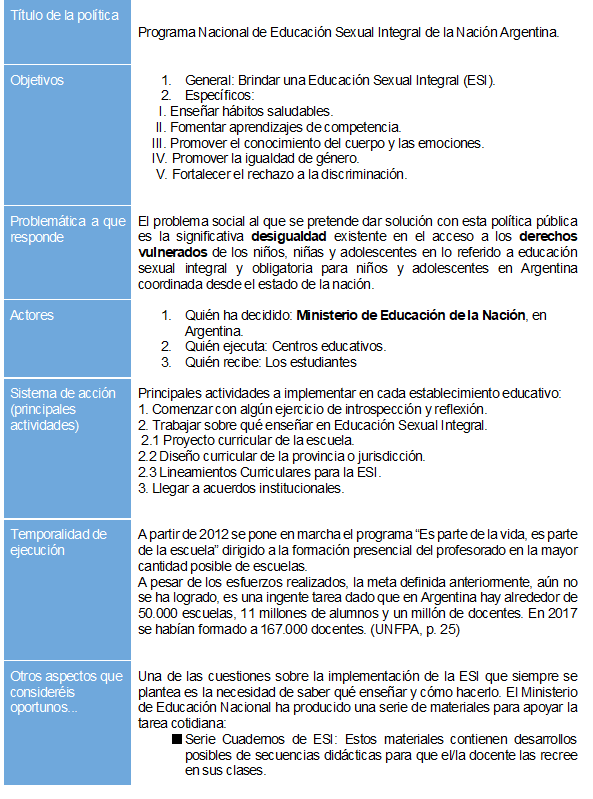 Título de la política
Programa Nacional de Educación Sexual Integral de la Nación Argentina.
Objetivos
1. General: Brindar una Educación Sexual Integral (ESI).
2. Específicos:
I. Enseñar hábitos saludables.
II. Fomentar aprendizajes de competencia.
III. Promover el conocimiento del cuerpo y las emociones.
IV. Promover la igualdad de género.
V. Fortalecer el rechazo a la discriminación.
Problemática a que
responde
El problema social al que se pretende dar solución con esta política pública
es la significativa desigualdad existente en el acceso a los derechos
vulnerados de los niños, niñas y adolescentes en lo referido a educación
sexual integral y obligatoria para niños y adolescentes en Argentina
coordinada desde el estado de la nación.
Actores
1. Quién ha decidido: Ministerio de Educación de la Nación, en
Argentina.
2. Quién ejecuta: Centros educativos.
3. Quién recibe: Los estudiantes
Sistema de acción
(principales
actividades)
Principales actividades a implementar en cada establecimiento educativo:
1. Comenzar con algún ejercicio de introspección y reflexión.
2. Trabajar sobre qué enseñar en Educación Sexual Integral.
2.1 Proyecto curricular de la escuela.
2.2 Diseño curricular de la provincia o jurisdicción.
2.3 Lineamientos Curriculares para la ESI.
3. Llegar a acuerdos institucionales.
Temporalidad de
ejecución
A partir de 2012 se pone en marcha el programa “Es parte de la vida, es parte
de la escuela” dirigido a la formación presencial del profesorado en la mayor
cantidad posible de escuelas.
A pesar de los esfuerzos realizados, la meta definida anteriormente, aún no
se ha logrado, es una ingente tarea dado que en Argentina hay alrededor de
50.000 escuelas, 11 millones de alumnos y un millón de docentes. En 2017
se habían formado a 167.000 docentes. (UNFPA, p. 25)
Otros aspectos que
consideréis
oportunos...
Una de las cuestiones sobre la implementación de la ESI que siempre se
plantea es la necesidad de saber qué enseñar y cómo hacerlo. El Ministerio
de Educación Nacional ha producido una serie de materiales para apoyar la
tarea cotidiana:
■ Serie Cuadernos de ESI: Estos materiales contienen desarrollos
posibles de secuencias didácticas para que el/la docente las recree
en sus clases.